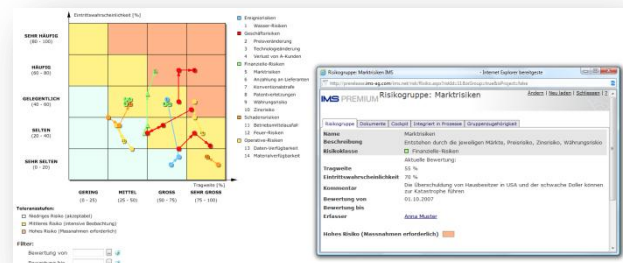 Eintrittswahrscheinlichkeit [%]
SEHR HÄUFIG
(80 - 100)
HÄUFIG
(60 - 80)
GELEGENTLICH
(40 - 60)
SELTEN
(20 - 40)
SEHR SELTEN
(0 - 20)
Tragweite [%]
GERING
(0 - 25)
MITTEL
(25 - 50)
GROSS
(50 - 75)
SEHR GROSS
(75 - 100)
Ereignisrisiken
1 Wasser-Risiken
Geschäftsrisiken
2 Preisveränderung
3 Technologieänderung
4 Verlust von A-Kunden
Finanzielle-Risiken
5 Marktrisiken
6 Anzahlung an Lieferanten
7 Konventionalstrafe
8 Patentverletzungen
9 Währungsrisiko
10 Zinsrisiko
Schadensrisiken
11 Betriebsmittelausfall
12 Feuer-Risiken
Operative-Risiken
13 Daten-Verfügbarkeit
14 Materialverfügbarkeit
Toleranzstufen:
Niedriges Risiko (akzeptabel)
Mittleres Risiko (intensive Beobachtung)
Hohes Risiko (Massnahmen erforderlich)
Filter:
Bewertung von
Bewertung bis
Risikogruppe: Marktrisiken IMS - Internet Explorer
IMS PREMIUM
Risikogruppe: Marktrisiken
Ändern | Neu laden | Schliessen | ?
Risikogruppe Dokumente Cockpit Integriert in Prozesse Gruppenzugehörigkeit
Name Marktrisiken
Beschreibung Entstehen durch die jeweiligen Märkte, Preisrisiko, Zinsrisiko, Währungsrisiko
Risikoklasse Finanzielle-Risiken
Aktuelle Bewertung:
Tragweite 55 %
Eintrittswahrscheinlichkeit 70 %
Kommentar Die Überschuldung von Hausbesitzer in USA und der schwache Doller können zur Katastrophe führen
Bewertung von 01.10.2007
Bewertung bis
Erfasser Anna Muster
Hohes Risiko (Massnahmen erforderlich)